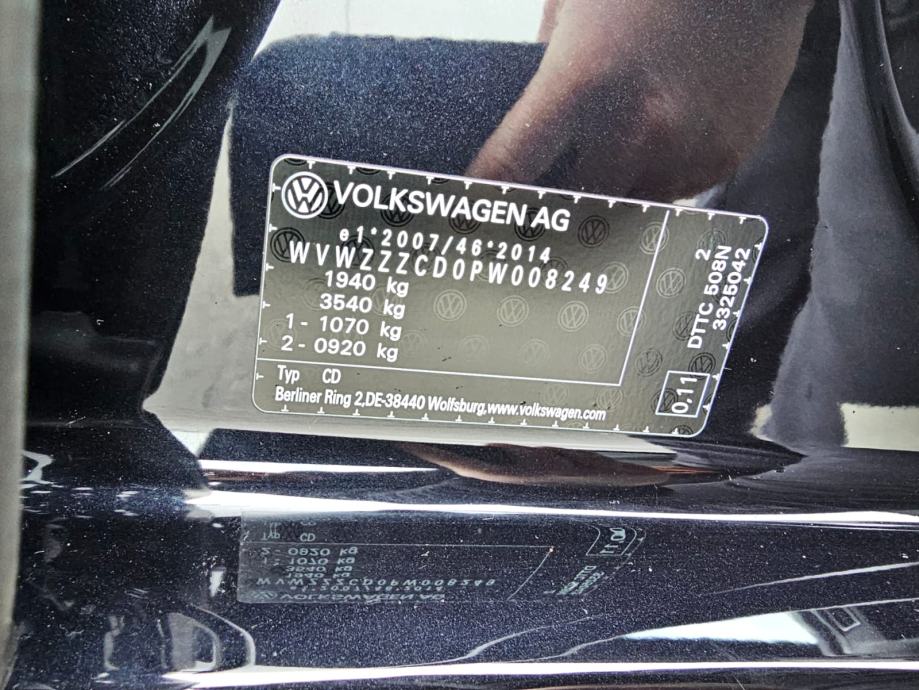 VOLKSWAGEN AG
e1*2007/46*2014
WVWZZZCD0PW008249
1940 kg
3540 kg
1 - 1070 kg
2 - 0920 kg
Typ CD
Berliner Ring 2,DE-38440 Wolfsburg,www.volkswagen.com
2
DTTC 508N
3325042
0,11